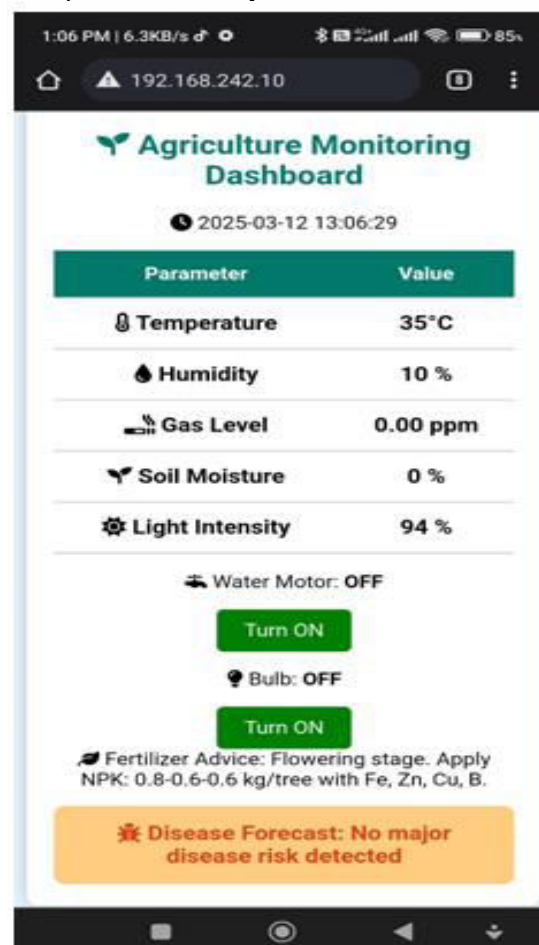 1:06 PM | 6.3KB/s
85
192.168.242.10
8
Agriculture Monitoring
Dashboard
2025-03-12 13:06:29
Parameter Value
Temperature 35°C
Humidity 10 %
Gas Level 0.00 ppm
Soil Moisture 0 %
Light Intensity 94 %
Water Motor: OFF
Turn ON
Bulb: OFF
Turn ON
Fertilizer Advice: Flowering stage. Apply
NPK: 0.8-0.6-0.6 kg/tree with Fe, Zn, Cu, B.
Disease Forecast: No major
disease risk detected